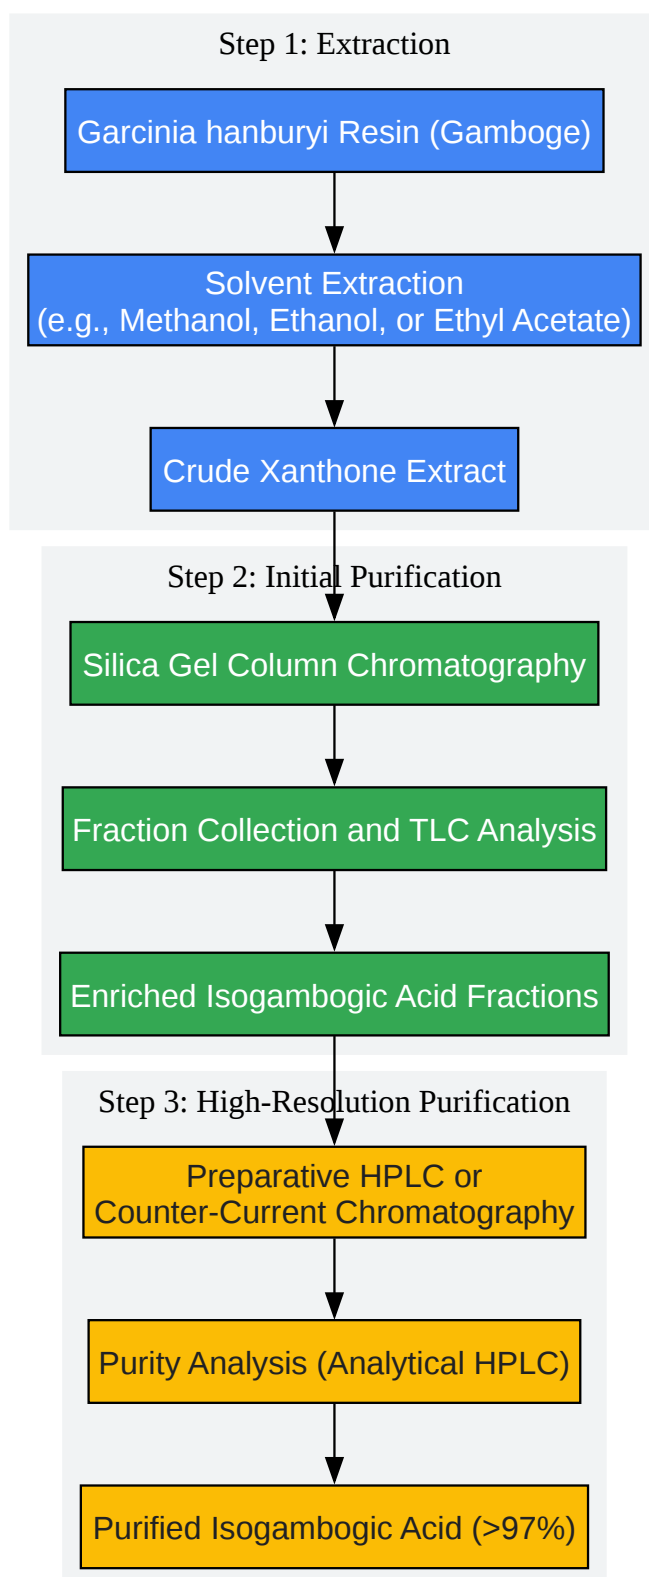 Step 1: Extraction
Garcinia hanburyi Resin (Gamboge)
Solvent Extraction
(e.g., Methanol, Ethanol, or Ethyl Acetate)
Crude Xanthone Extract
Step 2: Initial Purification
Silica Gel Column Chromatography
Fraction Collection and TLC Analysis
Enriched Isogambogic Acid Fractions
Step 3: High-Resolution Purification
Preparative HPLC or
Counter-Current Chromatography
Purity Analysis (Analytical HPLC)
Purified Isogambogic Acid (>97%)